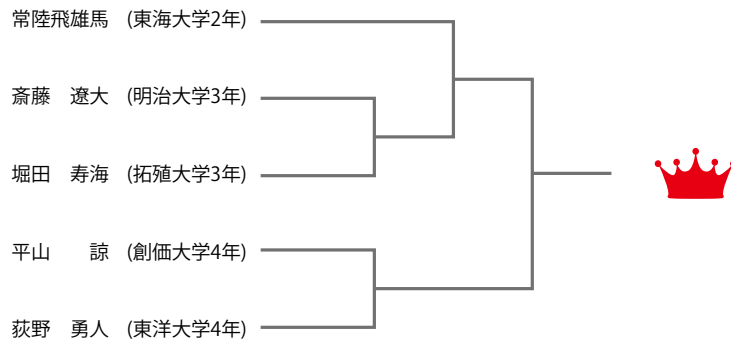 常陸飛雄馬　(東海大学2年)
斎藤　遼大　(明治大学3年)
堀田　寿海　(拓殖大学3年)
平山　　諒　(創価大学4年)
荻野　勇人　(東洋大学4年)